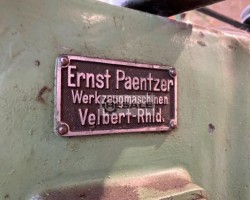 Ernst Paentzer
Werkzeugmaschinen
Velbert-Rhld.